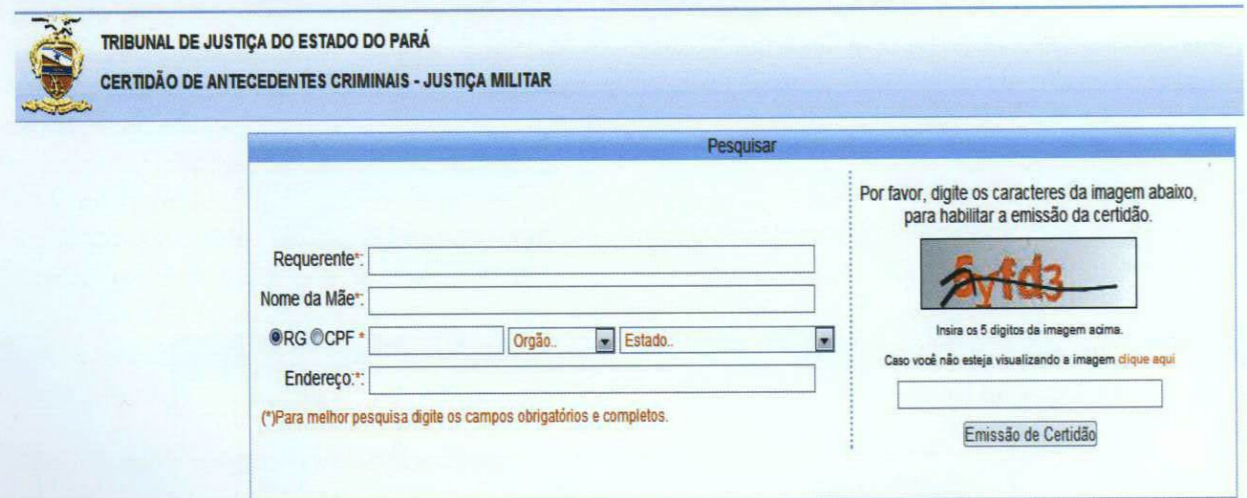 TRIBUNAL DE JUSTIÇA DO ESTADO DO PARÁ
CERTIDÃO DE ANTECEDENTES CRIMINAIS - JUSTIÇA MILITAR
Pesquisar
Requerente*:
Nome da Mãe*:
RG CPF * Orgão.. Estado..
Endereço:*:
(*)Para melhor pesquisa digite os campos obrigatórios e completos.
Por favor, digite os caracteres da imagem abaixo,
para habilitar a emissão da certidão.
Insira os 5 digitos da imagem acima.
Caso você não esteja visualizando a imagem clique aqui
Emissão de Certidão